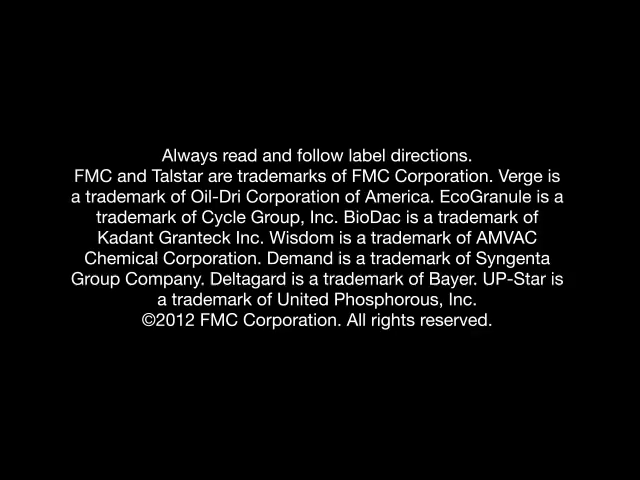 Always read and follow label directions.
FMC and Talstar are trademarks of FMC Corporation. Verge is
a trademark of Oil-Dri Corporation of America. EcoGranule is a
trademark of Cycle Group, Inc. BioDac is a trademark of
Kadant Granteck Inc. Wisdom is a trademark of AMVAC
Chemical Corporation. Demand is a trademark of Syngenta
Group Company. Deltagard is a trademark of Bayer. UP-Star is
a trademark of United Phosphorous, Inc.
©2012 FMC Corporation. All rights reserved.